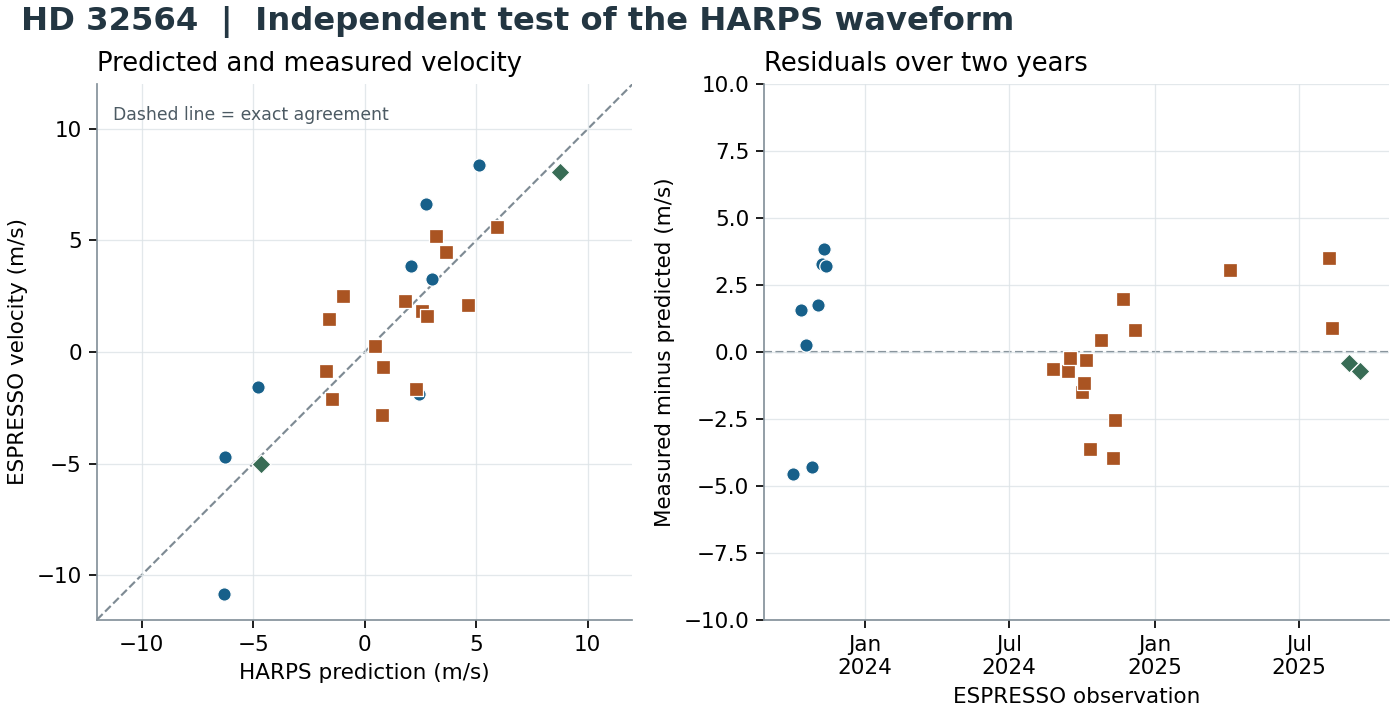 HD 32564 | Independent test of the HARPS waveform
Predicted and measured velocity
Dashed line = exact agreement
ESPRESSO velocity (m/s)
10
5
0
−5
−10
−10 −5 0 5 10
HARPS prediction (m/s)
Residuals over two years
Measured minus predicted (m/s)
10.0
7.5
5.0
2.5
0.0
−2.5
−5.0
−7.5
−10.0
Jan Jul Jan Jul
2024 2024 2025 2025
ESPRESSO observation